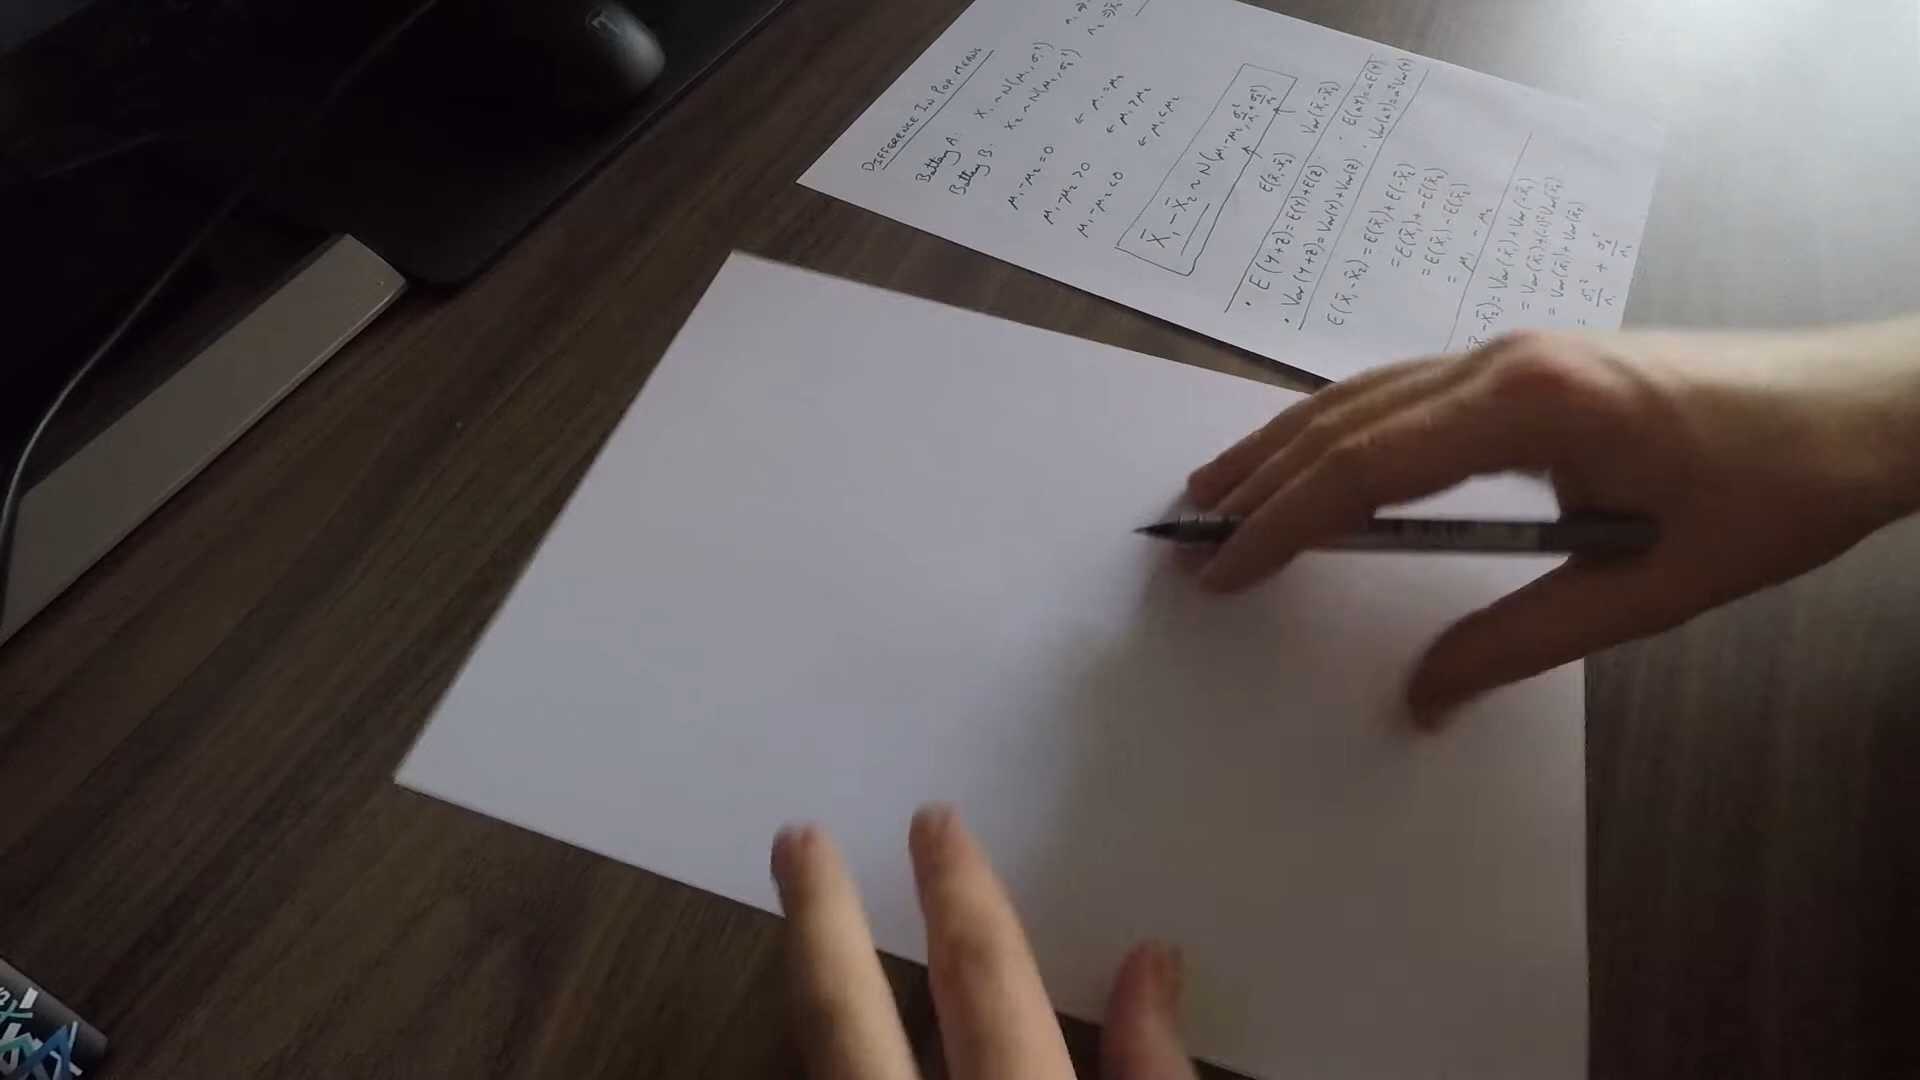 DIFFERENCE IN POP. MEANS
Battery A: X₁ ~ N(μ₁, σ₁²)
Battery B: X₂ ~ N(μ₂, σ₂²)
μ₁-μ₂=0 ← μ₁=μ₂
μ₁-μ₂>0 ← μ₁>μ₂
μ₁-μ₂<0 ← μ₁<μ₂
X̄₁-X̄₂ ~ N(μ₁-μ₂, σ₁²/n₁ + σ₂²/n₂)
E(X̄₁-X̄₂) Var(X̄₁-X̄₂)
• E(Y+Z)=E(Y)+E(Z) • E(aY)=aE(Y)
• Var(Y+Z)=Var(Y)+Var(Z) • Var(aY)=a²Var(Y)
E(X̄₁-X̄₂)=E(X̄₁)+E(-X̄₂)
=E(X̄₁)+-E(X̄₂)
=E(X̄₁)-E(X̄₂)
= μ₁-μ₂
X̄₁-X̄₂)=Var(X̄₁)+Var(-X̄₂)
=Var(X̄₁)+(-1)²Var(X̄₂)
=Var(X̄₁)+Var(X̄₂)
= σ₁²/n₁ + σ₂²/n₂